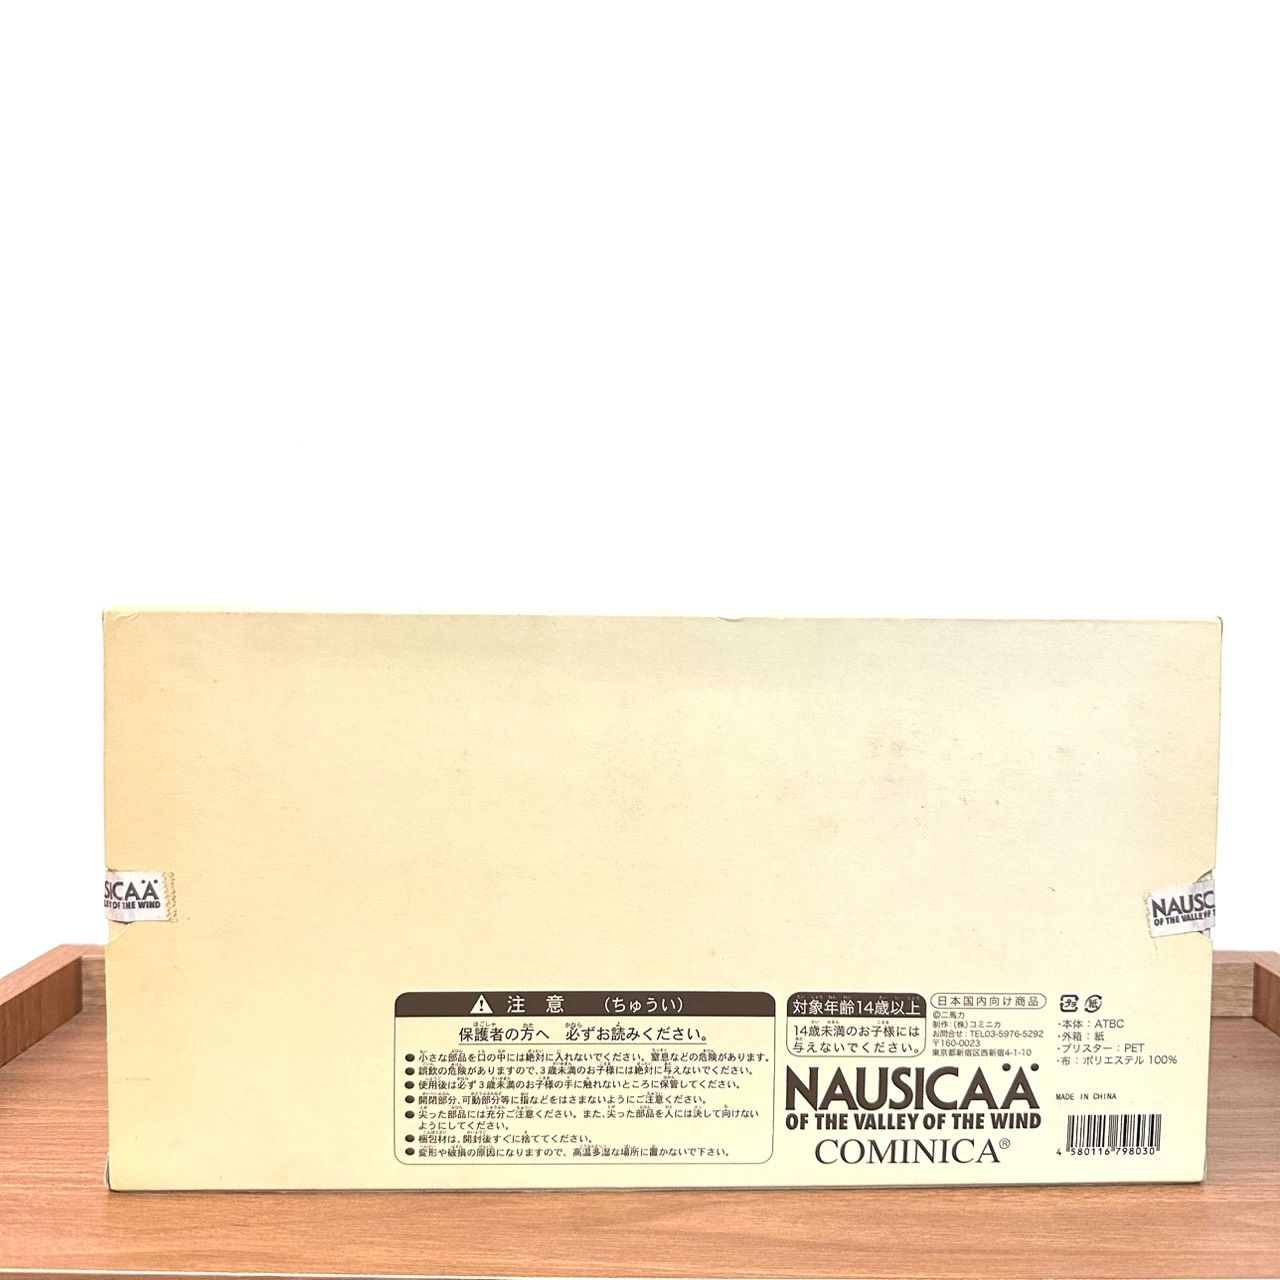 SICAÄ
LEY OF THE WIND
NAUSIC
OF THE VALLEY OF T
注 意 (ちゅうい)
保護者の方へ 必ずお読みください。
● 小さな部品を口の中には絶対に入れないでください。窒息などの危険があります。
● 誤飲の危険がありますので、3歳未満のお子様には絶対に与えないでください。
● 使用後は必ず3歳未満のお子様の手に触れないところに保管してください。
● 開閉部分、可動部分等に指などをはさまないようにご注意ください。
● 尖った部品には充分ご注意ください。また、尖った部品を人には決して向けない
ようにしてください。
● 梱包材は、開封後すぐに捨ててください。
● 変形や破損の原因になりますので、高温多湿な場所に置かないで下さい。
対象年齢14歳以上
14歳未満のお子様には
与えないでください。
日本国内向け商品
©二馬力
制作:(株)コミニカ
お問合せ:TEL03-5976-5292
〒160-0023
東京都新宿区西新宿4-1-10
プラ 紙
・本体:ATBC
・外箱:紙
・ブリスター:PET
・布:ポリエステル 100%
NAUSICAÄ
OF THE VALLEY OF THE WIND
COMINICA®
MADE IN CHINA
4 580116 798030